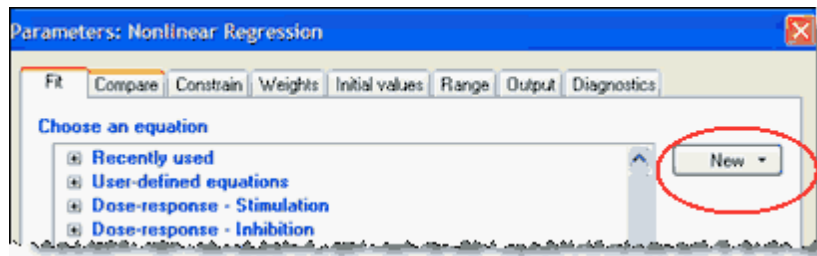 Parameters: Nonlinear Regression
Fit Compare Constrain Weights Initial values Range Output Diagnostics
Choose an equation
Recently used
New
User-defined equations
Dose-response - Stimulation
Dose-response - Inhibition